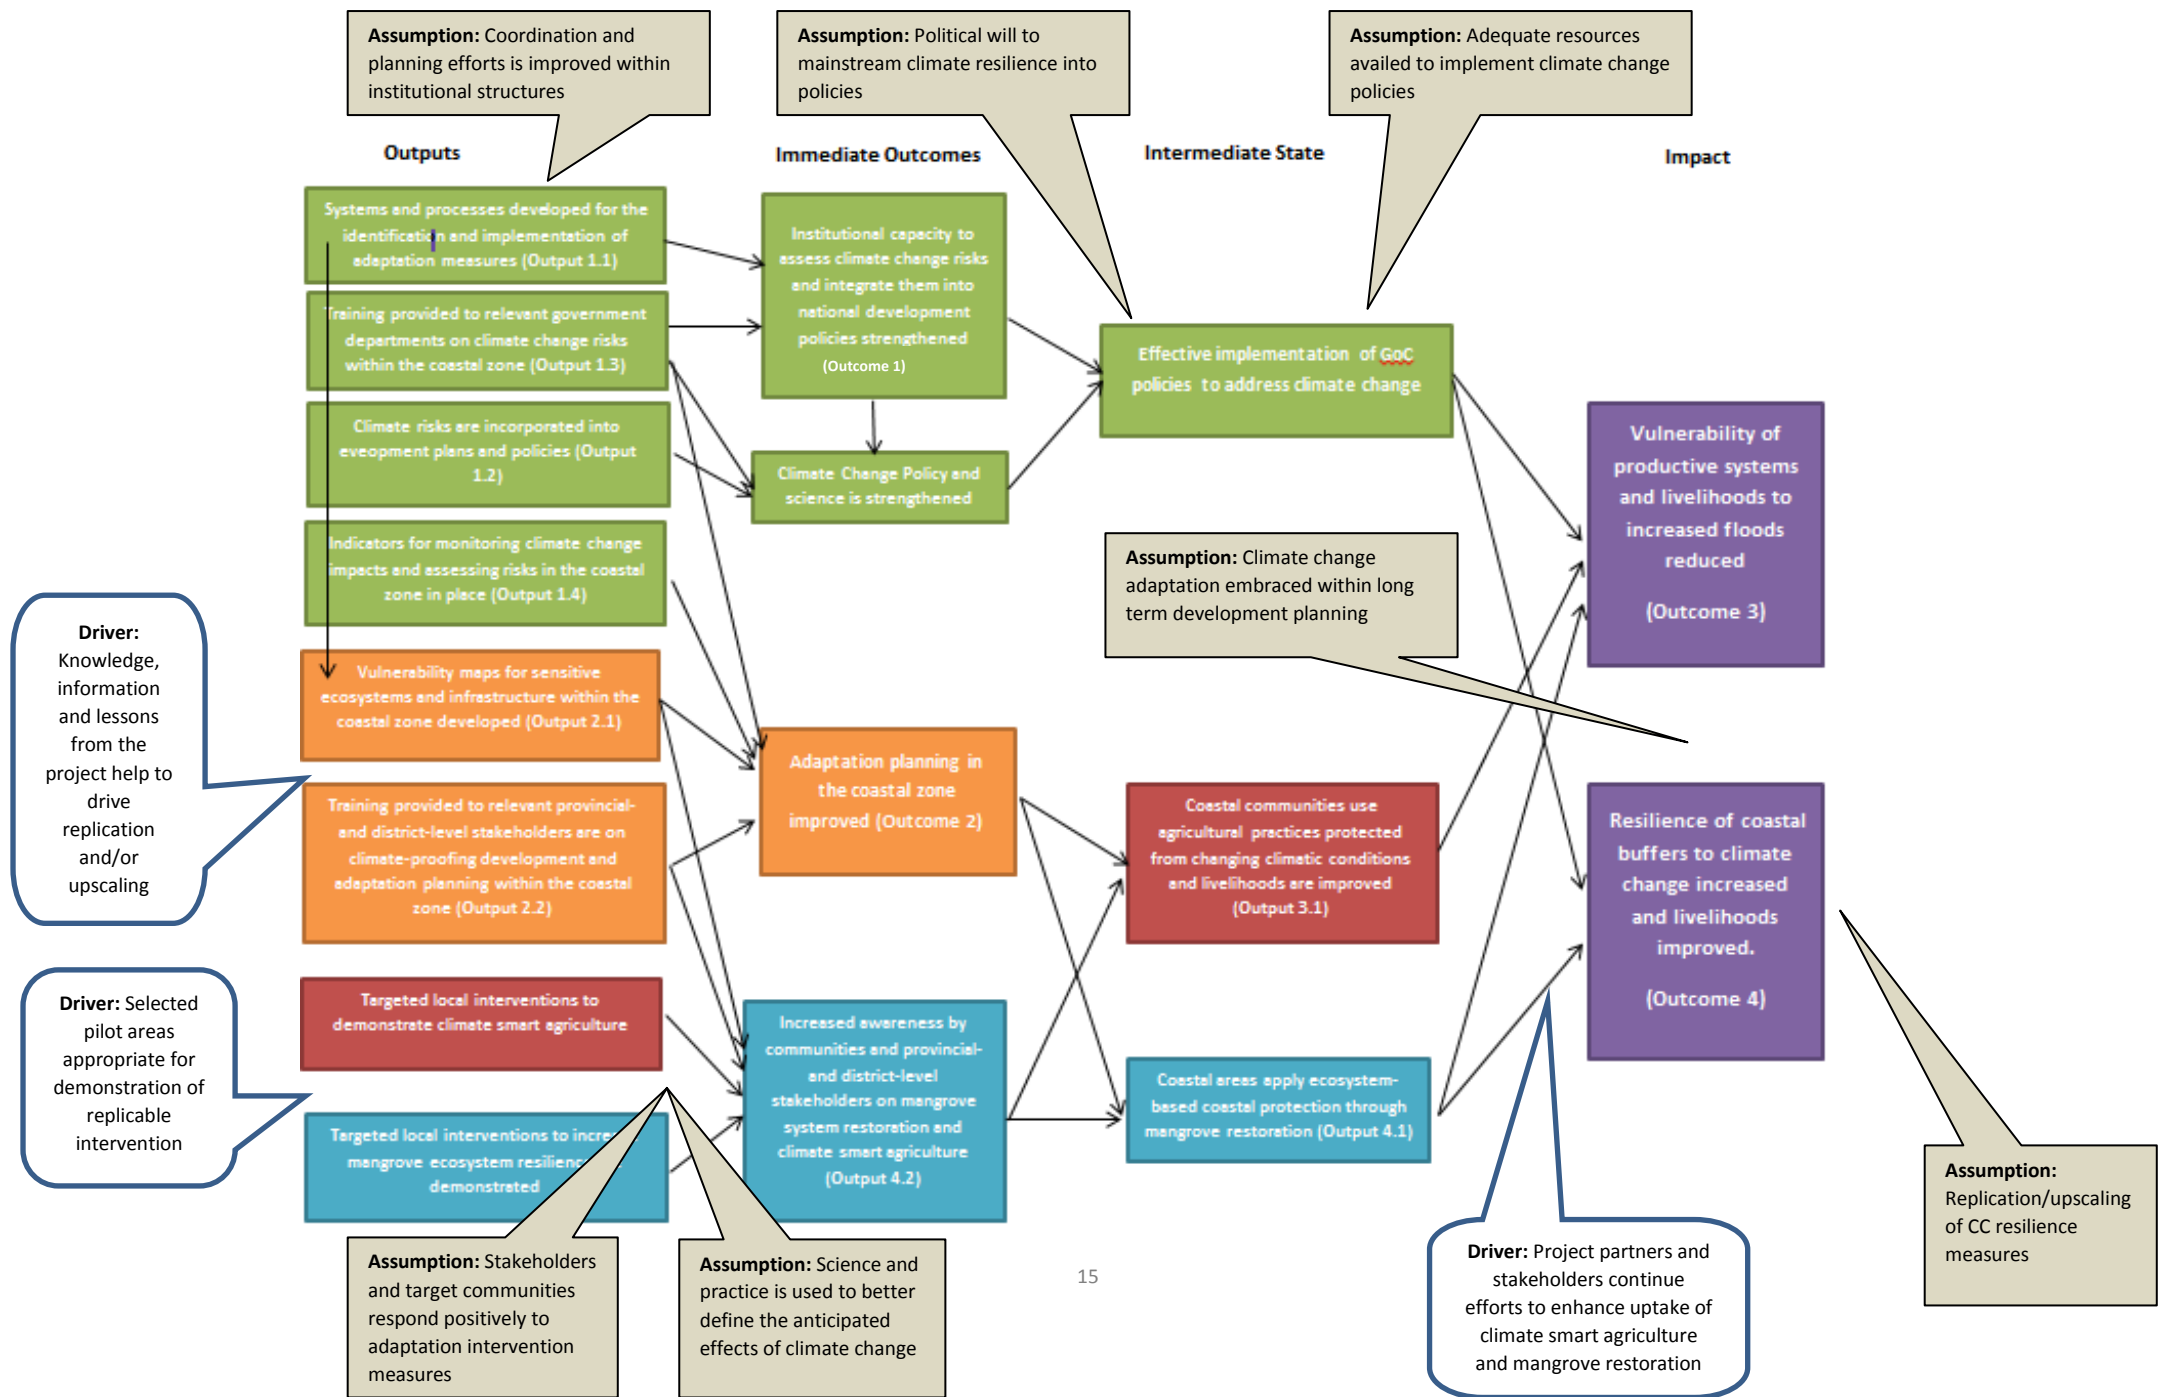 Assumption: Coordination and
planning efforts is improved within
institutional structures
Assumption: Political will to
mainstream climate resilience into
policies
Assumption: Adequate resources
availed to implement climate change
policies
Outputs
Immediate Outcomes
Intermediate State
Impact
Systems and processes developed for the
identification and implementation of
adaptation measures (Output 1.1)
Training provided to relevant government
departments on climate change risks
within the coastal zone (Output 1.3)
Climate risks are incorporated into
eveopment plans and policies (Output
1.2)
Indicators for monitoring climate change
impacts and assessing risks in the coastal
zone in place (Output 1.4)
Vulnerability maps for sensitive
ecosystems and infrastructure within the
coastal zone developed (Output 2.1)
Training provided to relevant provincial-
and district-level stakeholders are on
climate-proofing development and
adaptation planning within the coastal
zone (Output 2.2)
Targeted local interventions to
demonstrate climate smart agriculture
Targeted local interventions to
mangrove ecosystem
demonstrated
Institutional capacity to
assess climate change risks
and integrate them into
national development
policies strengthened
(Outcome 1)
Climate Change Policy and
science is strengthened
Adaptation planning in
the coastal zone
improved (Outcome 2)
Increased awareness by
communities and provincial-
and district-level
stakeholders on mangrove
system restoration and
climate smart agriculture
(Output 4.2)
Effective implementation of GoC
policies to address climate change
Assumption: Climate change
adaptation embraced within long
term development planning
Coastal communities use
agricultural practices protected
from changing climatic conditions
and livelihoods are improved
(Output 3.1)
Coastal areas apply ecosystem-
based coastal protection through
mangrove restoration (Output 4.1)
Vulnerability of
productive systems
and livelihoods to
increased floods
reduced
(Outcome 3)
Resilience of coastal
buffers to climate
change increased
and livelihoods
improved.
(Outcome 4)
Driver:
Knowledge,
information
and lessons
from the
project help to
drive
replication
and/or
upscaling
Driver: Selected
pilot areas
appropriate for
demonstration of
replicable
intervention
Assumption: Stakeholders
and target communities
respond positively to
adaptation intervention
measures
Assumption: Science and
practice is used to better
define the anticipated
effects of climate change
15
Driver: Project partners and
stakeholders continue
efforts to enhance uptake of
climate smart agriculture
and mangrove restoration
Assumption:
Replication/upscaling
of CC resilience
measures